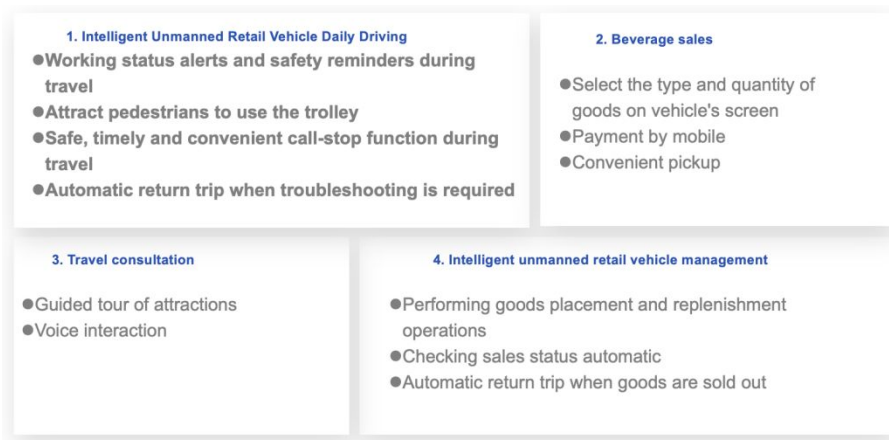 1. Intelligent Unmanned Retail Vehicle Daily Driving
●Working status alerts and safety reminders during
travel
●Attract pedestrians to use the trolley
●Safe, timely and convenient call-stop function during
travel
●Automatic return trip when troubleshooting is required
2. Beverage sales
●Select the type and quantity of
goods on vehicle's screen
●Payment by mobile
●Convenient pickup
3. Travel consultation
●Guided tour of attractions
●Voice interaction
4. Intelligent unmanned retail vehicle management
●Performing goods placement and replenishment
operations
●Checking sales status automatic
●Automatic return trip when goods are sold out